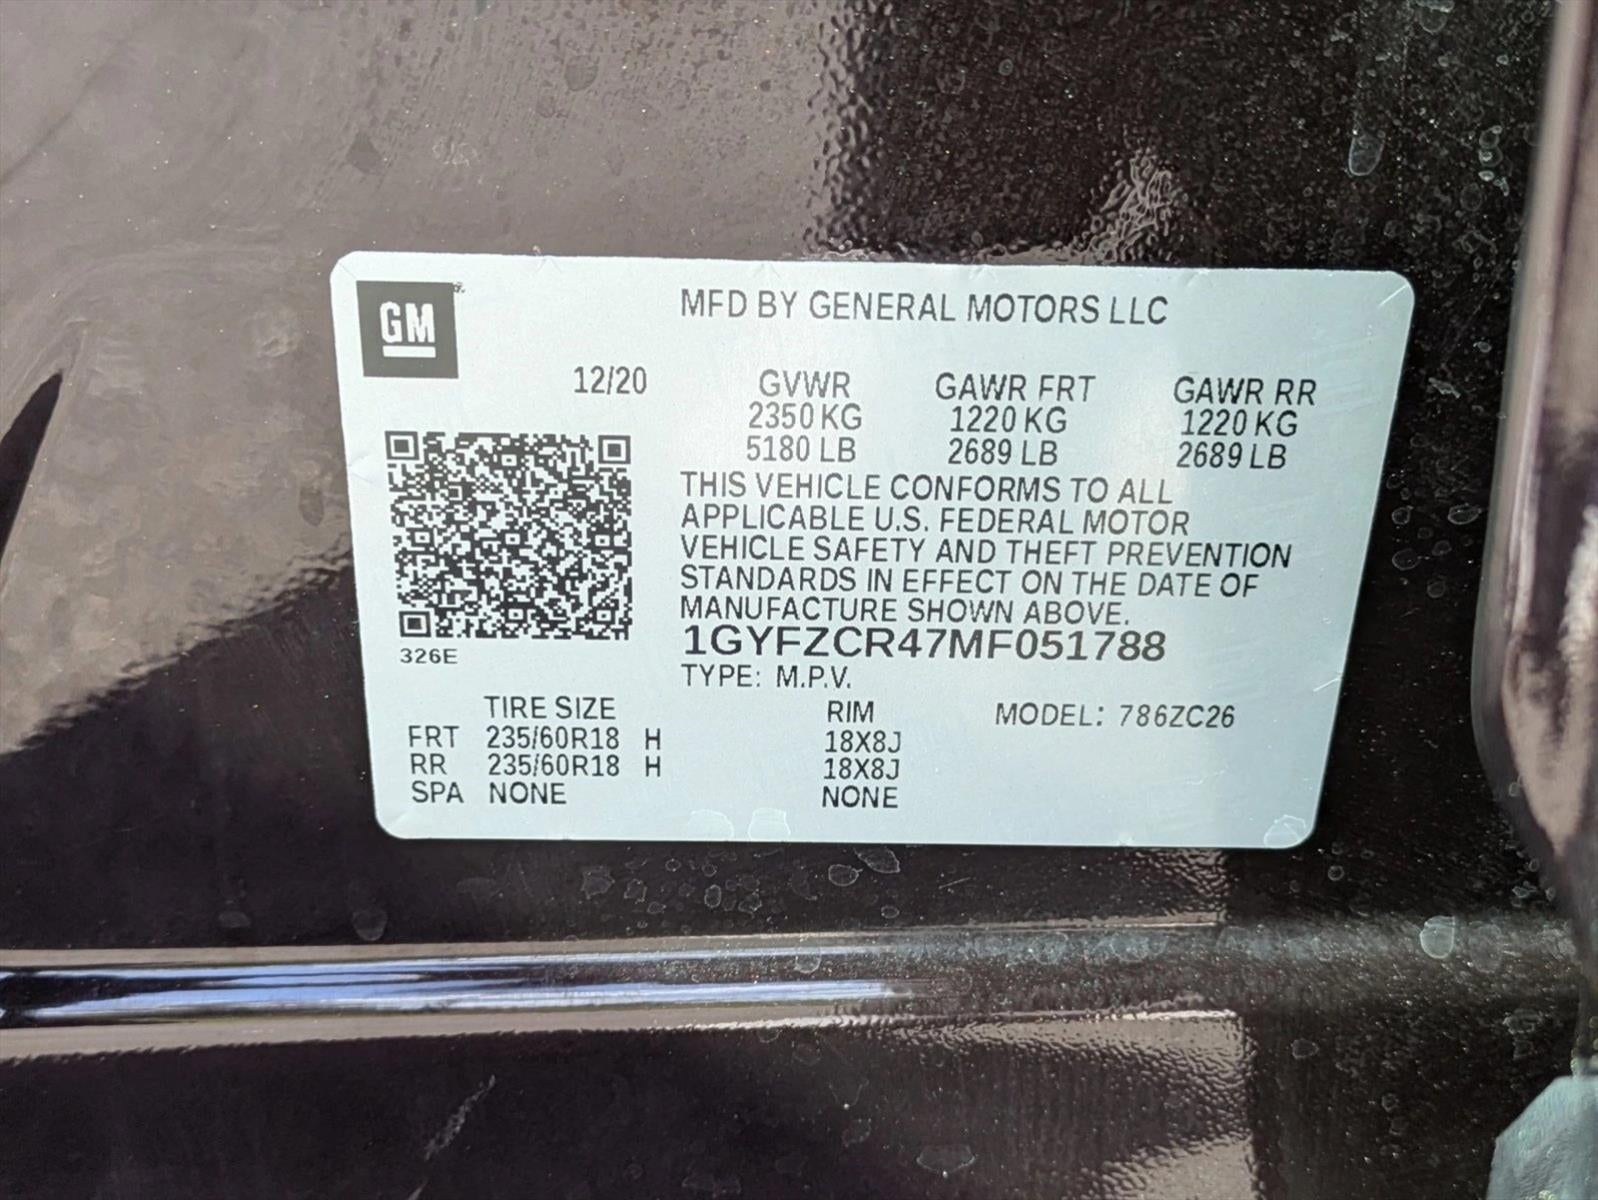 GM
MFD BY GENERAL MOTORS LLC
12/20 GVWR GAWR FRT GAWR RR
2350 KG 1220 KG 1220 KG
5180 LB 2689 LB 2689 LB
THIS VEHICLE CONFORMS TO ALL
APPLICABLE U.S. FEDERAL MOTOR
VEHICLE SAFETY AND THEFT PREVENTION
STANDARDS IN EFFECT ON THE DATE OF
MANUFACTURE SHOWN ABOVE.
1GYFZCR47MF051788
326E
TYPE: M.P.V.
TIRE SIZE RIM MODEL: 786ZC26
FRT 235/60R18 H 18X8J
RR 235/60R18 H 18X8J
SPA NONE NONE